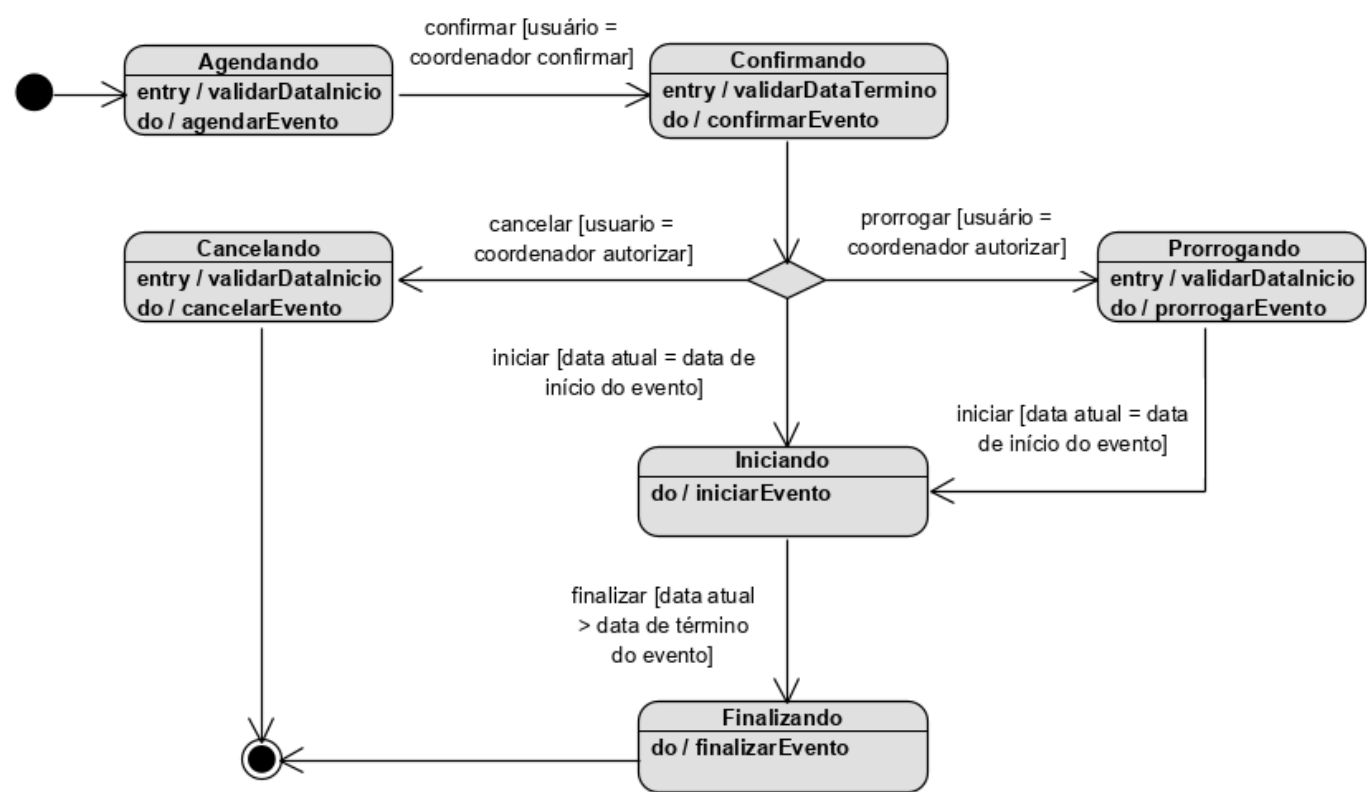 confirmar [usuário =
coordenador confirmar]
Agendando
entry / validarDataInicio
do / agendarEvento
Confirmando
entry / validarDataTermino
do / confirmarEvento
cancelar [usuario =
coordenador autorizar]
prorrogar [usuário =
coordenador autorizar]
Cancelando
entry / validarDataInicio
do / cancelarEvento
Prorrogando
entry / validarDataInicio
do / prorrogarEvento
iniciar [data atual = data de
início do evento]
iniciar [data atual = data
de início do evento]
Iniciando
do / iniciarEvento
finalizar [data atual
> data de término
do evento]
Finalizando
do / finalizarEvento